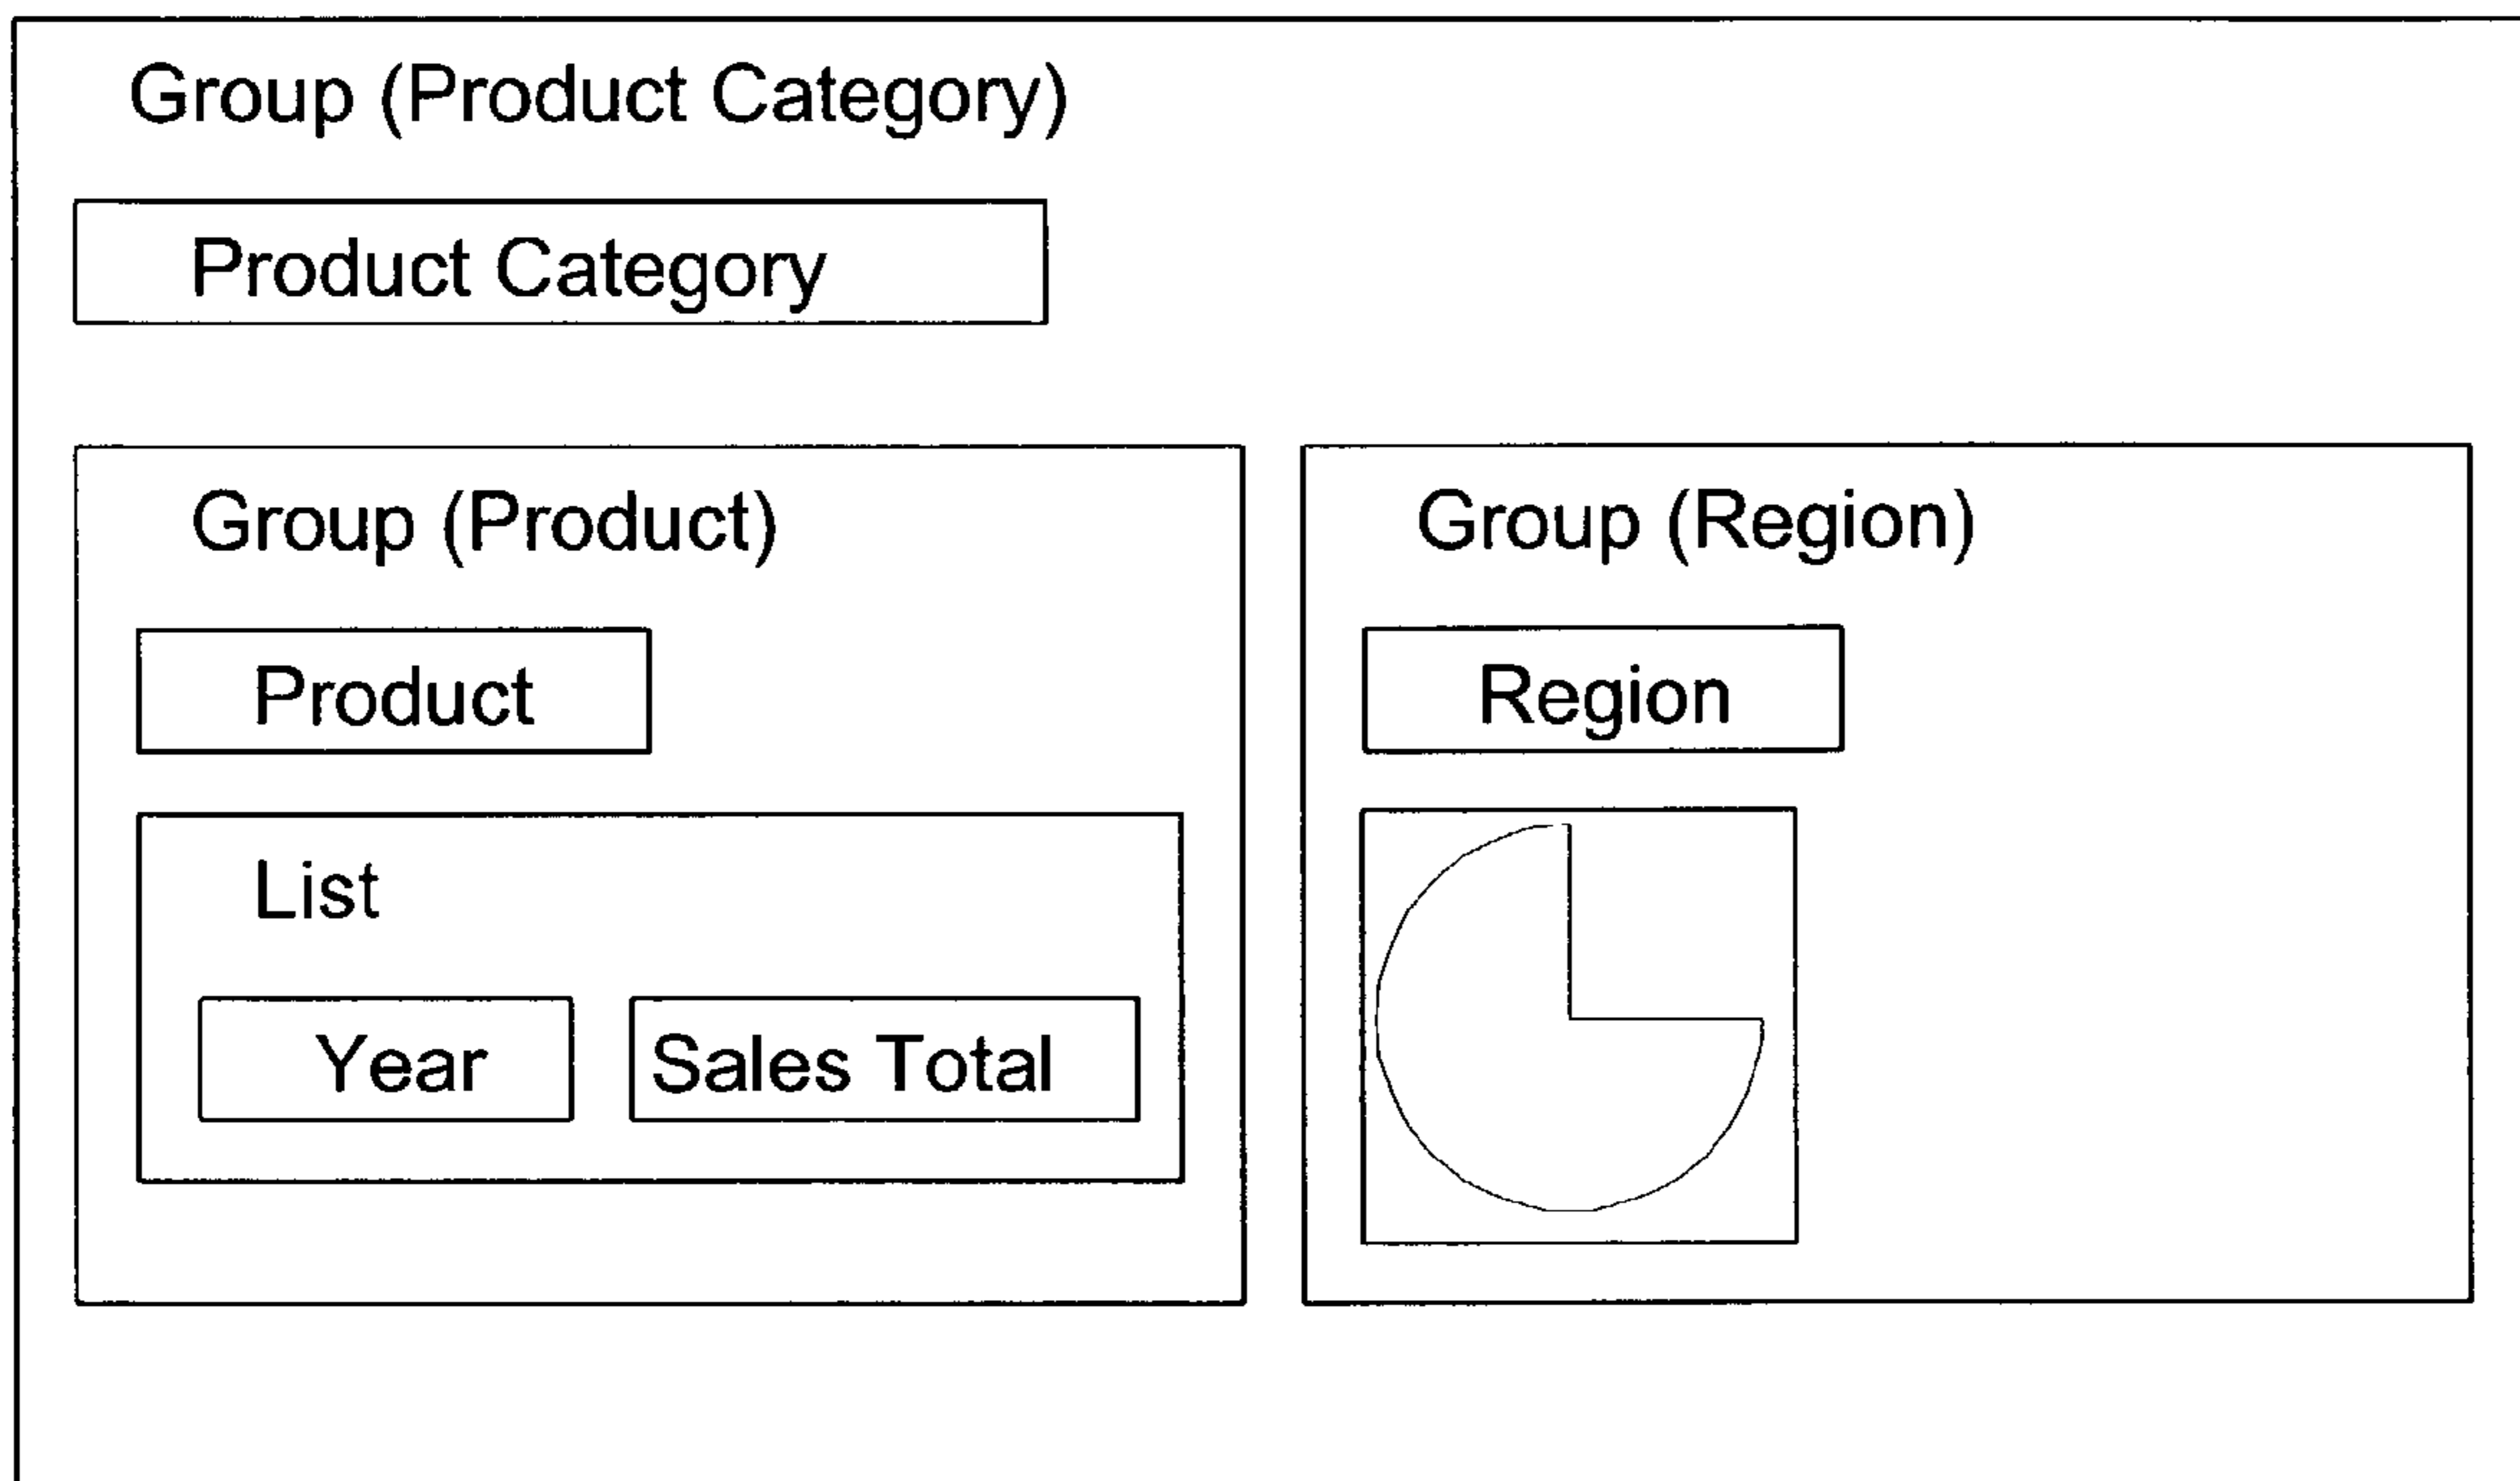 Group (Product Category)
Product Category
Group (Product)
Product
List
Year
Sales Total
Group (Region)
Region